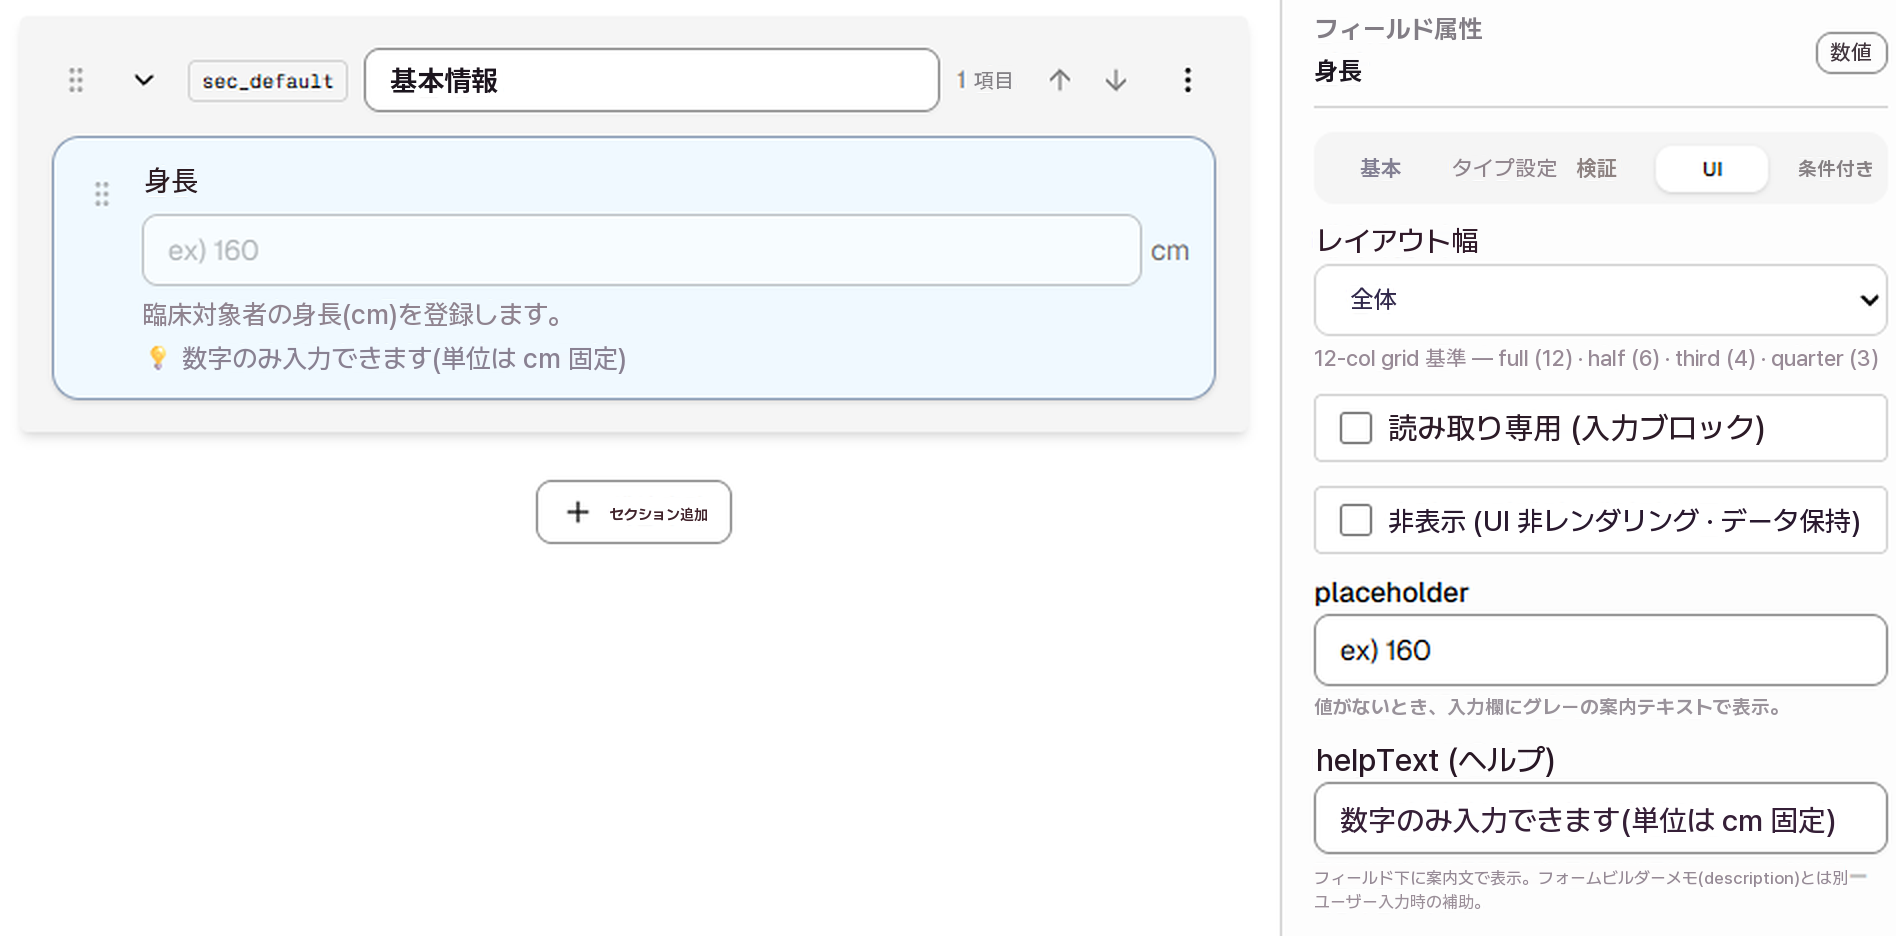 sec_default 基本情報 1 項目
身長
ex) 160 cm
臨床対象者の身長(cm)を登録します。
💡 数字のみ入力できます(単位は cm 固定)
+ セクション追加
フィールド属性
身長
数値
基本 タイプ設定 検証 UI 条件付き
レイアウト幅
全体
12-col grid 基準 — full (12) · half (6) · third (4) · quarter (3)
読み取り専用 (入力ブロック)
非表示 (UI 非レンダリング · データ保持)
placeholder
ex) 160
値がないとき、入力欄にグレーの案内テキストで表示。
helpText (ヘルプ)
数字のみ入力できます(単位は cm 固定)
フィールド下に案内文で表示。フォームビルダーメモ(description)とは別ー
ユーザー入力時の補助。